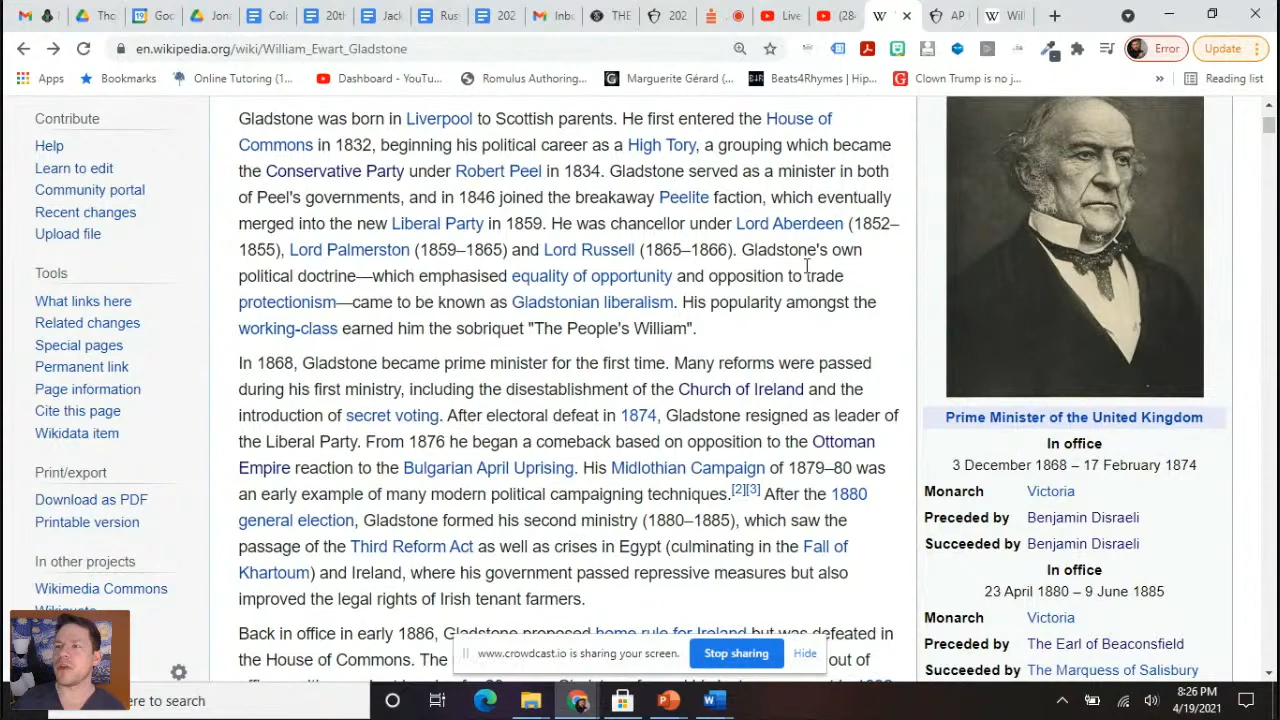 The
Goo
Jon
Col
20th
Jack
Rus
202
Inbo
THE
202
Live
(28-
W
AP
W Will
en.wikipedia.org/wiki/William_Ewart_Gladstone
Error
Update
Apps
Bookmarks
Online Tutoring (1...
Dashboard - YouTu...
Romulus Authoring...
Marguerite Gérard (...
Beats4Rhymes | Hip...
Clown Trump is no j...
»
Reading list
Contribute
Help
Learn to edit
Community portal
Recent changes
Upload file
Tools
What links here
Related changes
Special pages
Permanent link
Page information
Cite this page
Wikidata item
Print/export
Download as PDF
Printable version
In other projects
Wikimedia Commons
Wikiquote
Gladstone was born in Liverpool to Scottish parents. He first entered the House of
Commons in 1832, beginning his political career as a High Tory, a grouping which became
the Conservative Party under Robert Peel in 1834. Gladstone served as a minister in both
of Peel's governments, and in 1846 joined the breakaway Peelite faction, which eventually
merged into the new Liberal Party in 1859. He was chancellor under Lord Aberdeen (1852–
1855), Lord Palmerston (1859–1865) and Lord Russell (1865–1866). Gladstone's own
political doctrine—which emphasised equality of opportunity and opposition to trade
protectionism—came to be known as Gladstonian liberalism. His popularity amongst the
working-class earned him the sobriquet "The People's William".
In 1868, Gladstone became prime minister for the first time. Many reforms were passed
during his first ministry, including the disestablishment of the Church of Ireland and the
introduction of secret voting. After electoral defeat in 1874, Gladstone resigned as leader of
the Liberal Party. From 1876 he began a comeback based on opposition to the Ottoman
Empire reaction to the Bulgarian April Uprising. His Midlothian Campaign of 1879–80 was
an early example of many modern political campaigning techniques.[2][3] After the 1880
general election, Gladstone formed his second ministry (1880–1885), which saw the
passage of the Third Reform Act as well as crises in Egypt (culminating in the Fall of
Khartoum) and Ireland, where his government passed repressive measures but also
improved the legal rights of Irish tenant farmers.
Back in office in early 1886, Gladstone proposed home rule for Ireland but was defeated in
the House of Commons. The
out of
Prime Minister of the United Kingdom
In office
3 December 1868 – 17 February 1874
Monarch Victoria
Preceded by Benjamin Disraeli
Succeeded by Benjamin Disraeli
In office
23 April 1880 – 9 June 1885
Monarch Victoria
Preceded by The Earl of Beaconsfield
Succeeded by The Marquess of Salisbury
www.crowdcast.io is sharing your screen.
Stop sharing
Hide
ere to search
8:26 PM
4/19/2021